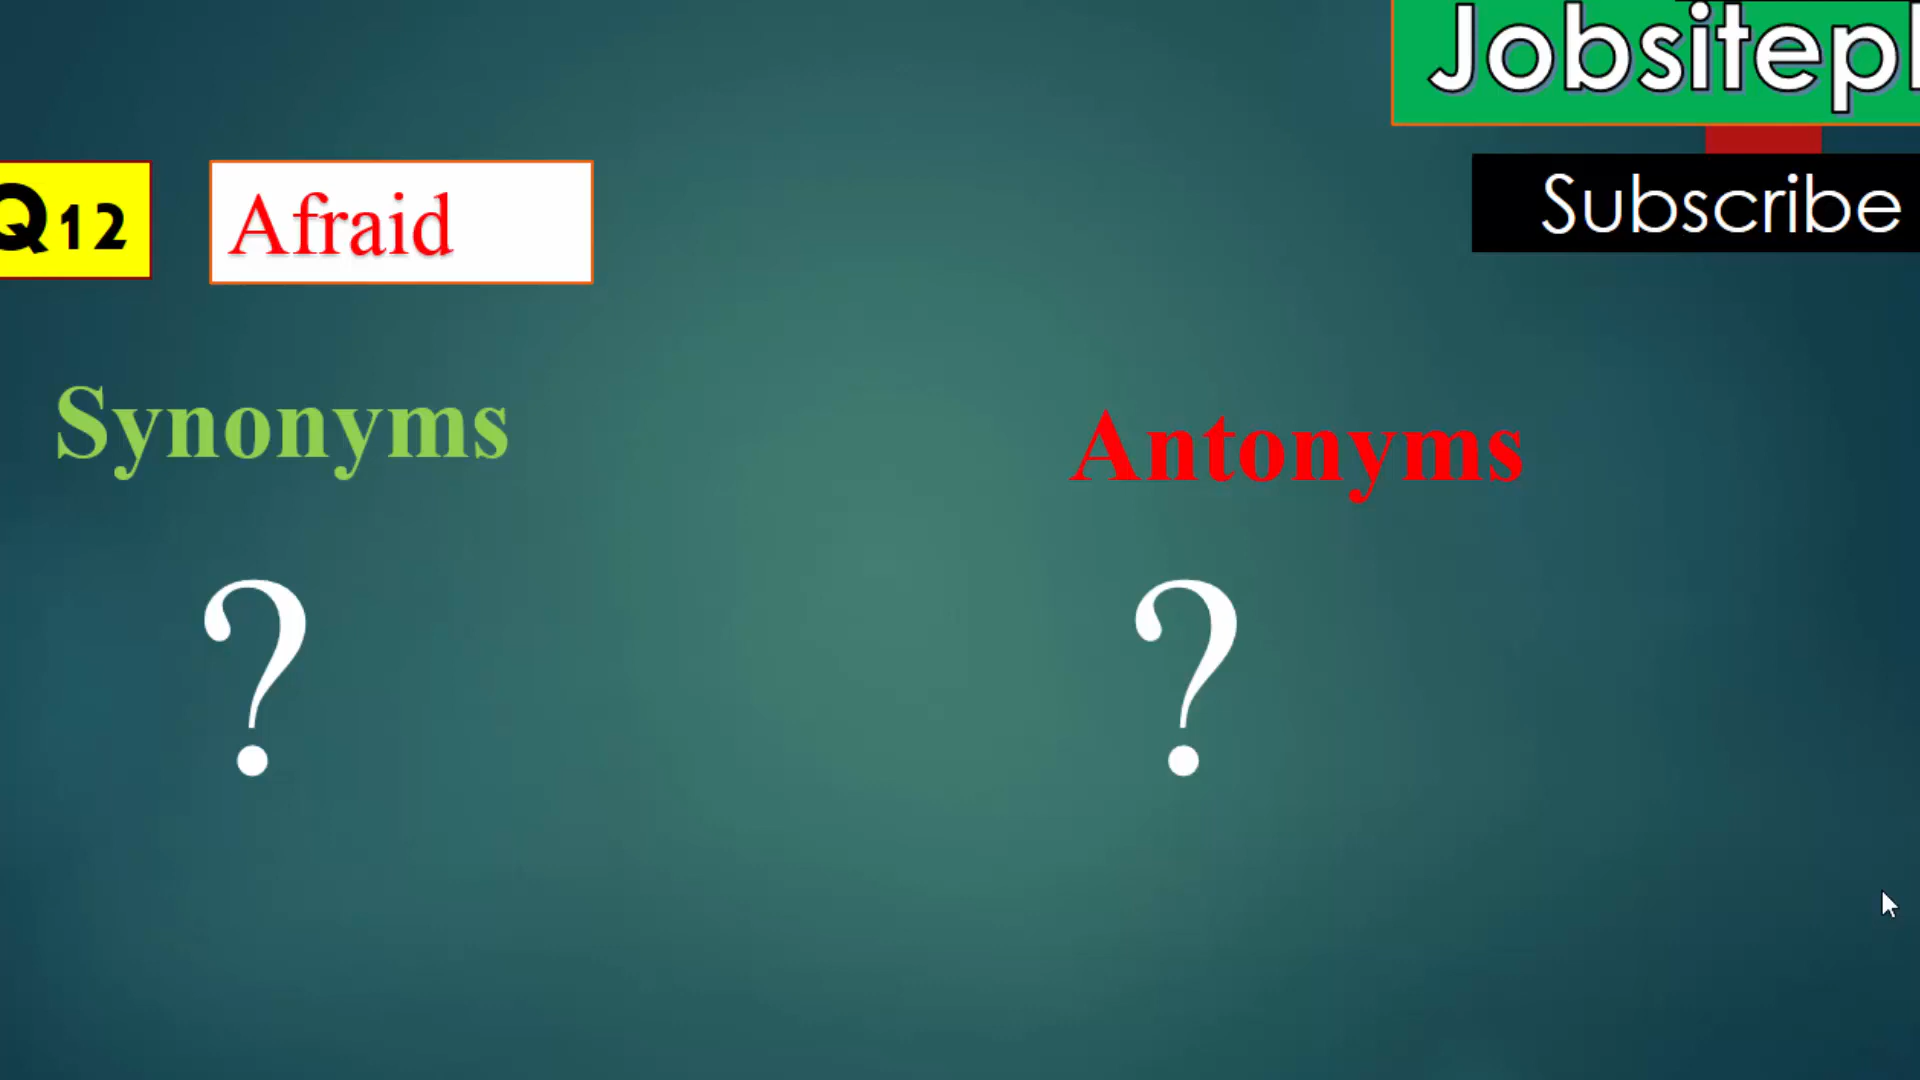 Jobsitep
Q12
Afraid
Subscribe
Synonyms
Antonyms
?
?